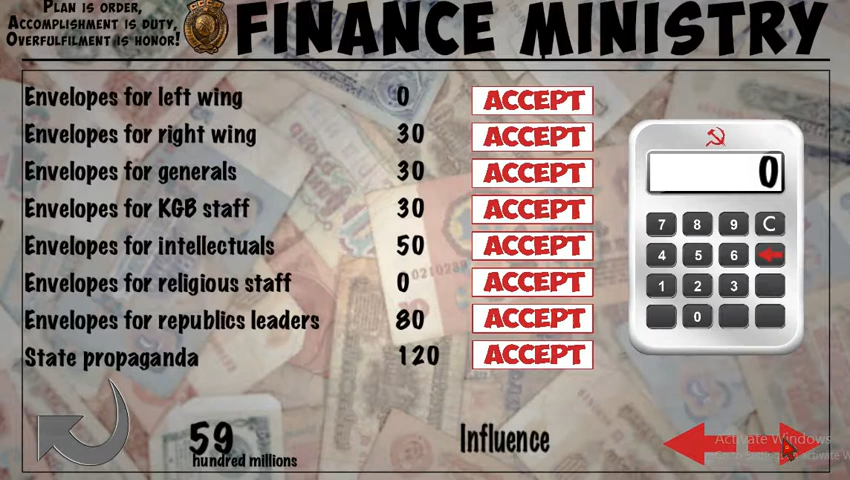 PLAN IS ORDER,
ACCOMPLISHMENT IS DUTY,
OVERFULFILMENT IS HONOR!
FINANCE MINISTRY
Envelopes for left wing 0 ACCEPT
Envelopes for right wing 30 ACCEPT
Envelopes for generals 30 ACCEPT
Envelopes for KGB staff 30 ACCEPT
Envelopes for intellectuals 50 ACCEPT
Envelopes for religious staff 0 ACCEPT
Envelopes for republics leaders 80 ACCEPT
State propaganda 120 ACCEPT
0
7 8 9 C
4 5 6
1 2 3
0
59
hundred millions
Influence
Activate Windows